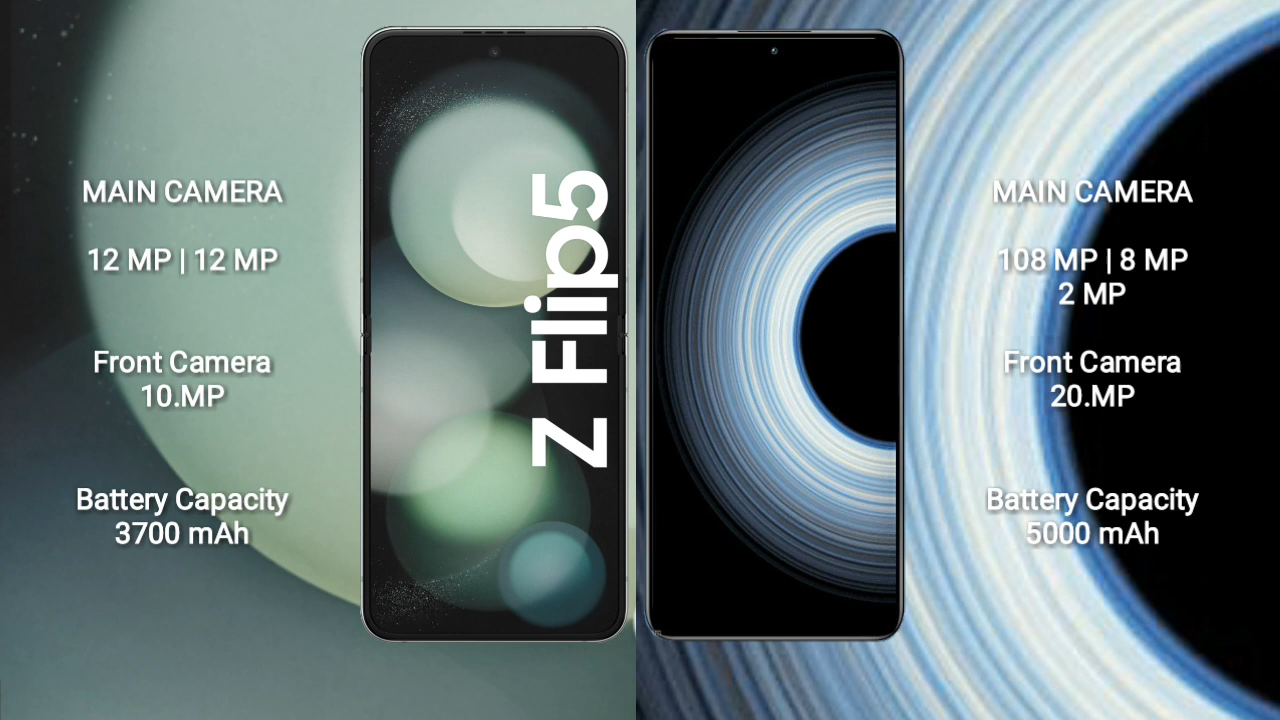 MAIN CAMERA
12 MP | 12 MP
Front Camera
10.MP
Battery Capacity
3700 mAh
Z Flip5
MAIN CAMERA
108 MP | 8 MP
2 MP
Front Camera
20.MP
Battery Capacity
5000 mAh